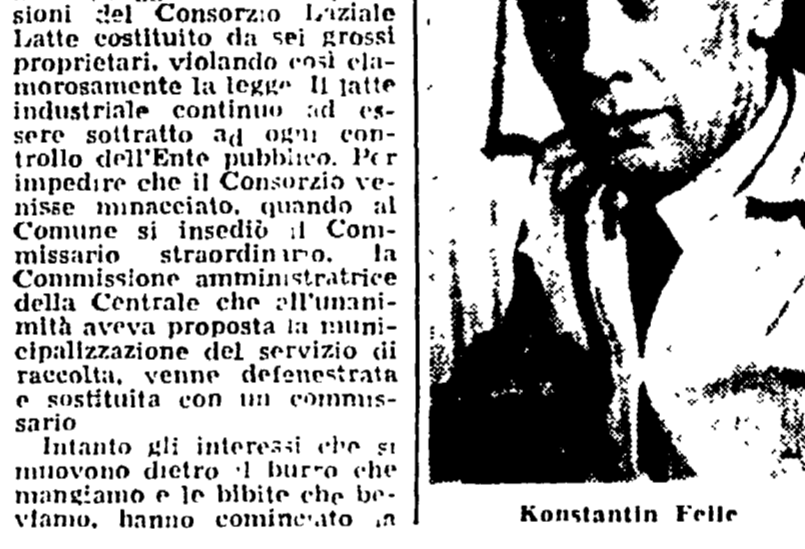 sioni del Consorzio Laziale
Latte costituito da sei grossi
proprietari, violando così cla-
morosamente la legge Il latte
industriale continuo ad es-
sere sottratto ad ogni con-
trollo dell'Ente pubblico. Per
impedire che il Consorzio ve-
nisse minacciato, quando al
Comune si insediò il Com-
missario straordinario, la
Commissione amministratrice
della Centrale che all'unani-
mità aveva proposta la muni-
cipalizzazione del servizio di
raccolta, venne defenestrata
e sostituita con un commis-
sario
Intanto gli interessi che si
muovono dietro il burro che
mangiamo e le bibite che be-
viamo, hanno cominciato
Konstantin Feile